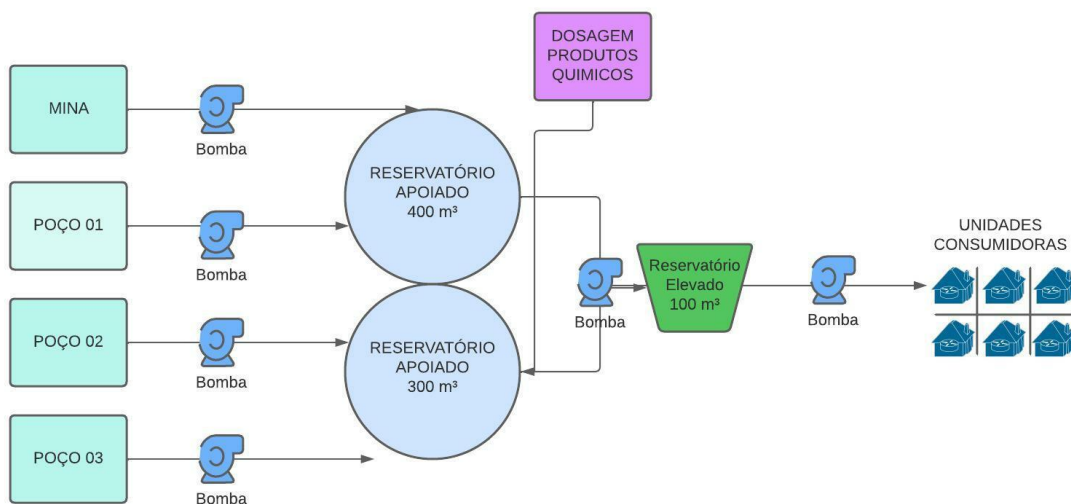 DOSAGEM
PRODUTOS
QUIMICOS
MINA
Bomba
RESERVATÓRIO
APOIADO
400 m³
POÇO 01
Bomba
UNIDADES
CONSUMIDORAS
Reservatório
Elevado
100 m³
Bomba
Bomba
POÇO 02
Bomba
RESERVATÓRIO
APOIADO
300 m³
POÇO 03
Bomba